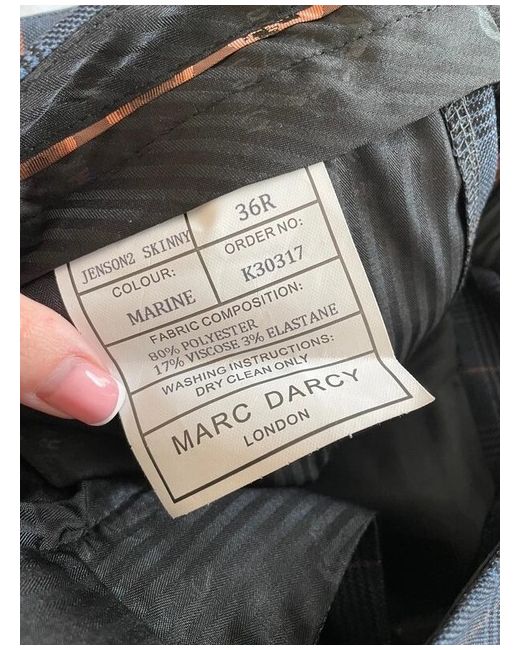 JENSON2 SKINNY
36R
COLOUR:
MARINE
ORDER NO:
K30317
FABRIC COMPOSITION:
80% POLYESTER
17% VISCOSE 3% ELASTANE
WASHING INSTRUCTIONS:
DRY CLEAN ONLY
MARC DARCY
LONDON